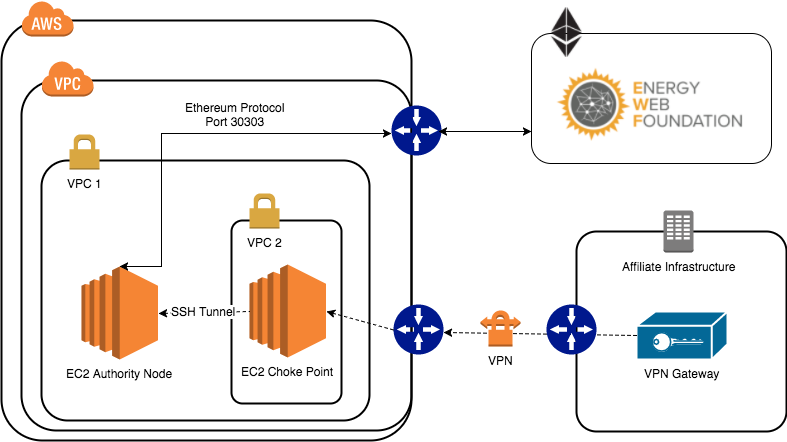 AWS
VPC
Ethereum Protocol
Port 30303
ENERGY
WEB
FOUNDATION
VPC 1
VPC 2
Affiliate Infrastructure
SSH Tunnel
EC2 Authority Node
EC2 Choke Point
VPN
VPN Gateway